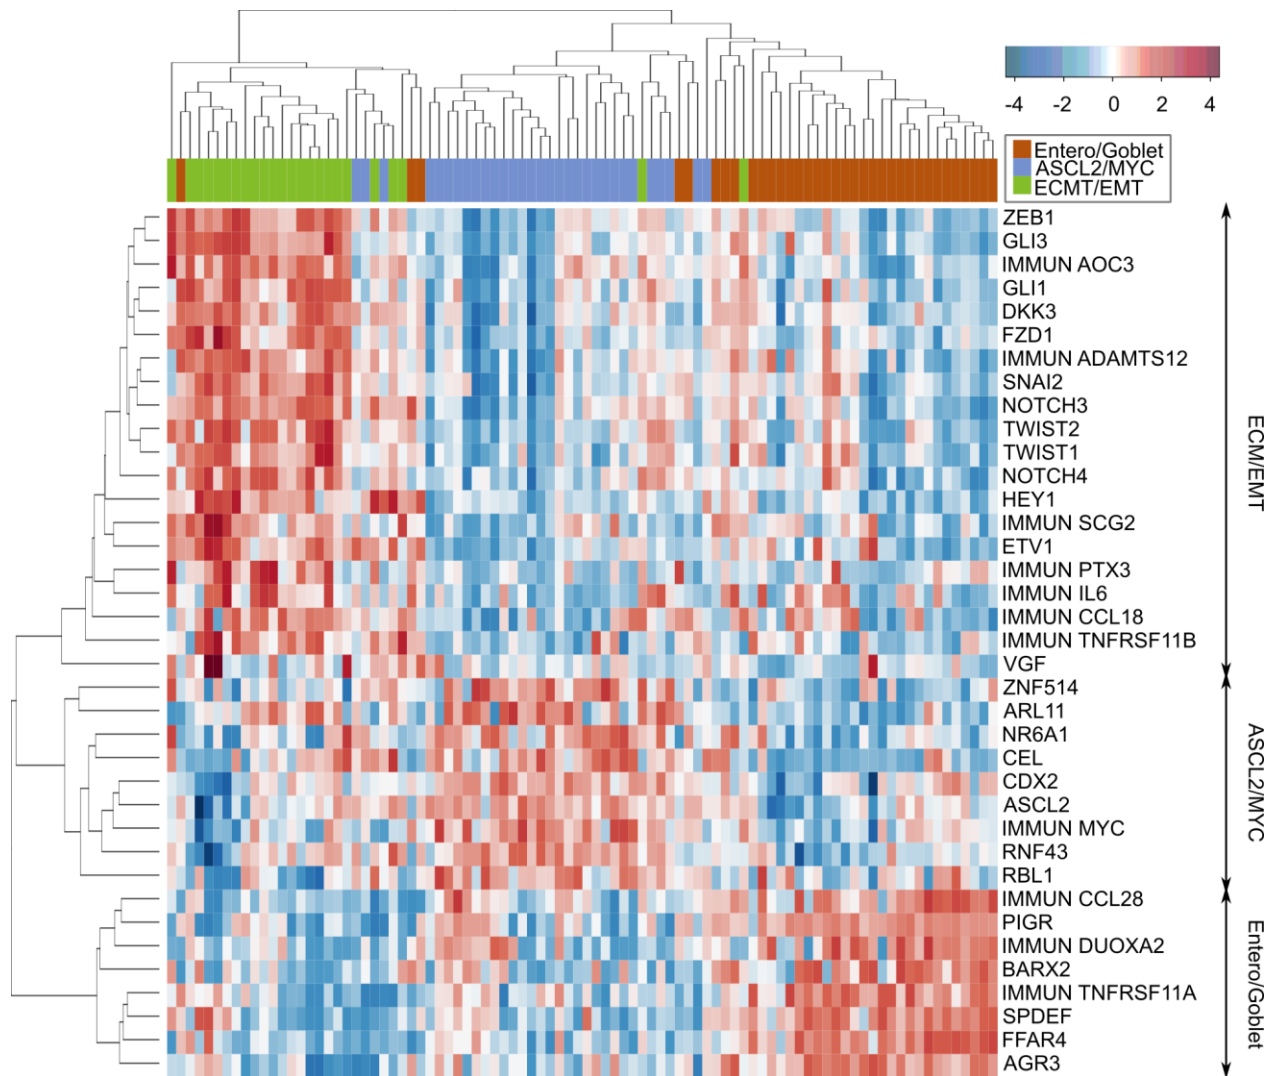 -4 -2 0 2 4
Entero/Goblet
ASCL2/MYC
ECMT/EMT
ZEB1
GLI3
IMMUN AOC3
GLI1
DKK3
FZD1
IMMUN ADAMTS12
SNAI2
NOTCH3
TWIST2
TWIST1
NOTCH4
HEY1
IMMUN SCG2
ETV1
IMMUN PTX3
IMMUN IL6
IMMUN CCL18
IMMUN TNFRSF11B
VGF
ZNF514
ARL11
NR6A1
CEL
CDX2
ASCL2
IMMUN MYC
RNF43
RBL1
IMMUN CCL28
PIGR
IMMUN DUOXA2
BARX2
IMMUN TNFRSF11A
SPDEF
FFAR4
AGR3
ECM/EMT
ASCL2/MYC
Entero/Goblet